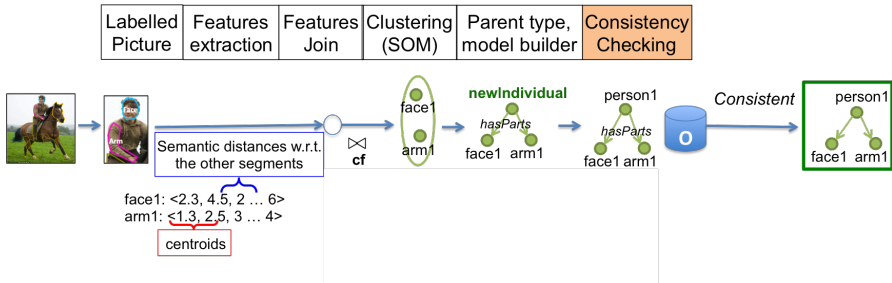 Labelled
Picture
Features
extraction
Features
Join
Clustering
(SOM)
Parent type,
model builder
Consistency
Checking
Face
Arm
Semantic distances w.r.t.
the other segments
face1: <2.3, 4.5, 2 … 6>
arm1: <1.3, 2.5, 3 … 4>
centroids
⋈
cf
face1
arm1
newIndividual
hasParts
face1 arm1
person1
hasParts
face1 arm1
O
Consistent
person1
face1 arm1